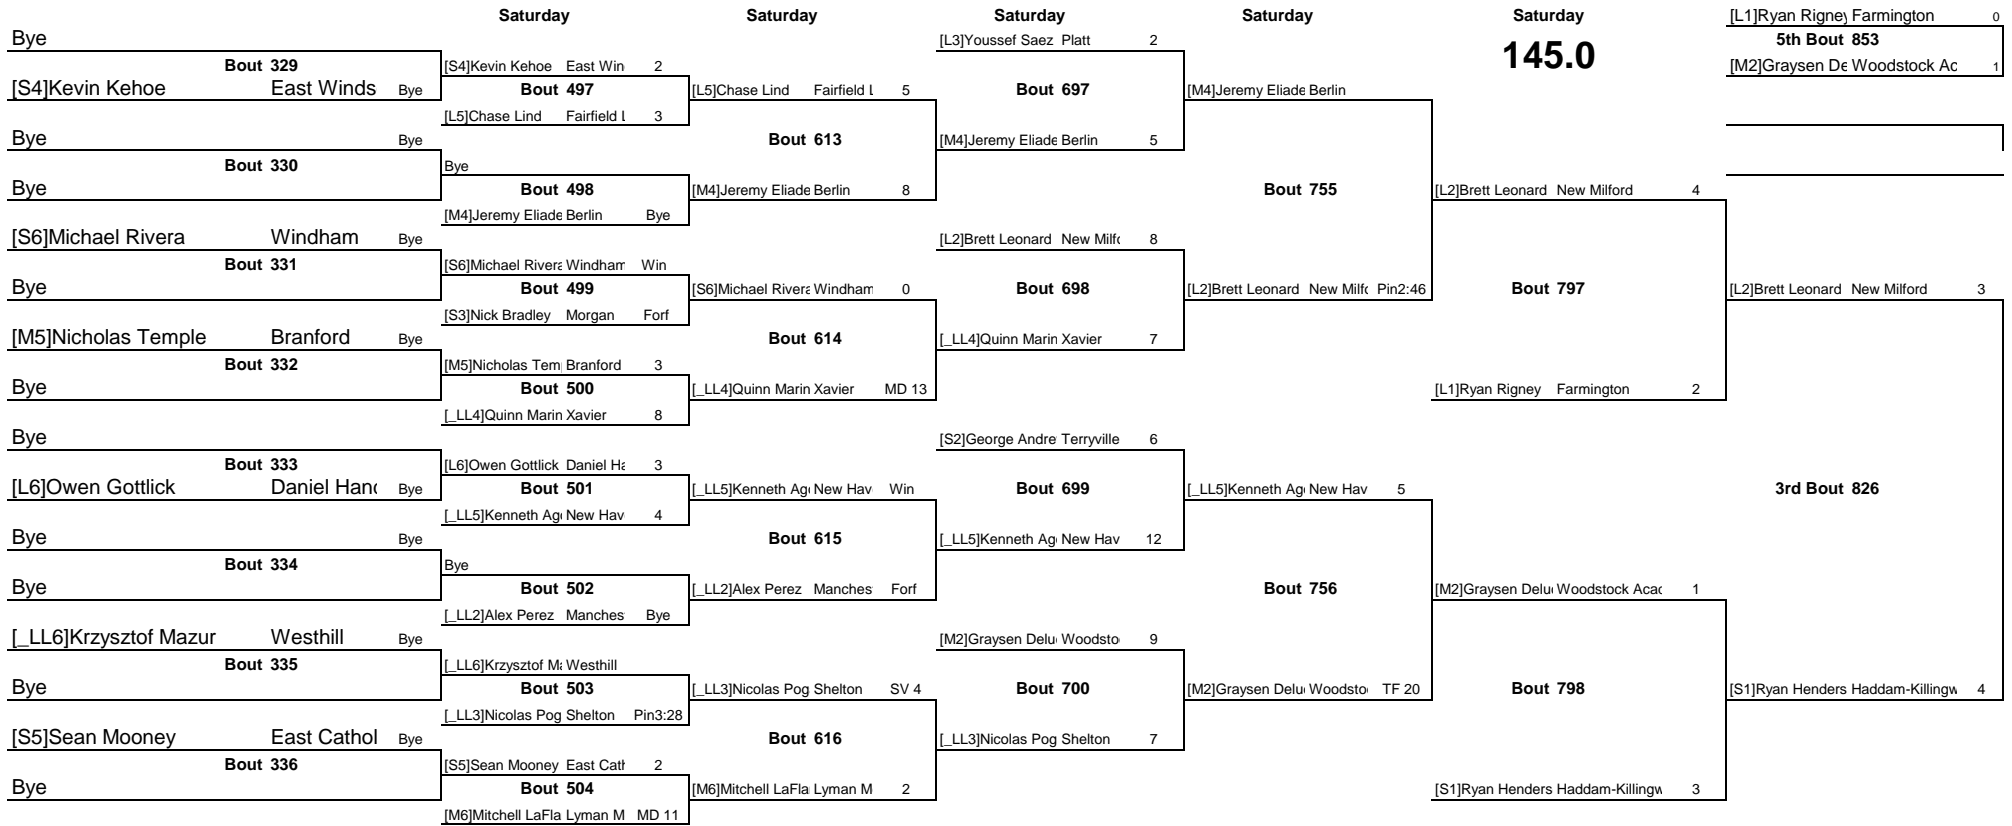 Saturday Saturday Saturday Saturday Saturday [L1]Ryan Rigney Farmington 0
Bye [L3]Youssef Saez Platt 2 145.0 5th Bout 853
Bout 329 [S4]Kevin Kehoe East Win 2 [M2]Graysen De Woodstock Ac 1
[S4]Kevin Kehoe East Winds Bye Bout 497 [L5]Chase Lind Fairfield L 5 Bout 697 [M4]Jeremy Eliade Berlin
[L5]Chase Lind Fairfield L 3
Bye Bye Bout 613 [M4]Jeremy Eliade Berlin 5
Bout 330 Bye
Bye Bout 498 [M4]Jeremy Eliade Berlin 8 Bout 755 [L2]Brett Leonard New Milford 4
[M4]Jeremy Eliade Berlin Bye
[S6]Michael Rivera Windham Bye [L2]Brett Leonard New Milfo 8
Bout 331 [S6]Michael Rivera Windham Win
Bye Bout 499 [S6]Michael Rivera Windham 0 Bout 698 [L2]Brett Leonard New Milfo Pin2:46 Bout 797 [L2]Brett Leonard New Milford 3
[S3]Nick Bradley Morgan Forf
[M5]Nicholas Temple Branford Bye Bout 614 [_LL4]Quinn Marin Xavier 7
Bout 332 [M5]Nicholas Tem Branford 3
Bye Bout 500 [_LL4]Quinn Marin Xavier MD 13 [L1]Ryan Rigney Farmington 2
[_LL4]Quinn Marin Xavier 8
Bye [S2]George Andre Terryville 6
Bout 333 [L6]Owen Gottlick Daniel Ha 3
[L6]Owen Gottlick Daniel Hanc Bye Bout 501 [_LL5]Kenneth Ag New Hav Win Bout 699 [_LL5]Kenneth Ag New Hav 5 3rd Bout 826
[_LL5]Kenneth Ag New Hav 4
Bye Bye Bout 615 [_LL5]Kenneth Ag New Hav 12
Bout 334 Bye
Bye Bout 502 [_LL2]Alex Perez Manches Forf Bout 756 [M2]Graysen Delu Woodstock Acac 1
[_LL2]Alex Perez Manches Bye
[_LL6]Krzysztof Mazur Westhill Bye [M2]Graysen Delu Woodsto 9
Bout 335 [_LL6]Krzysztof Ma Westhill
Bye Bout 503 [_LL3]Nicolas Pog Shelton SV 4 Bout 700 [M2]Graysen Delu Woodsto TF 20 Bout 798 [S1]Ryan Henders Haddam-Killingw 4
[_LL3]Nicolas Pog Shelton Pin3:28
[S5]Sean Mooney East Cathol Bye Bout 616 [_LL3]Nicolas Pog Shelton 7
Bout 336 [S5]Sean Mooney East Cath 2
Bye Bout 504 [M6]Mitchell LaFla Lyman M 2 [S1]Ryan Henders Haddam-Killingw 3
[M6]Mitchell LaFla Lyman M MD 11